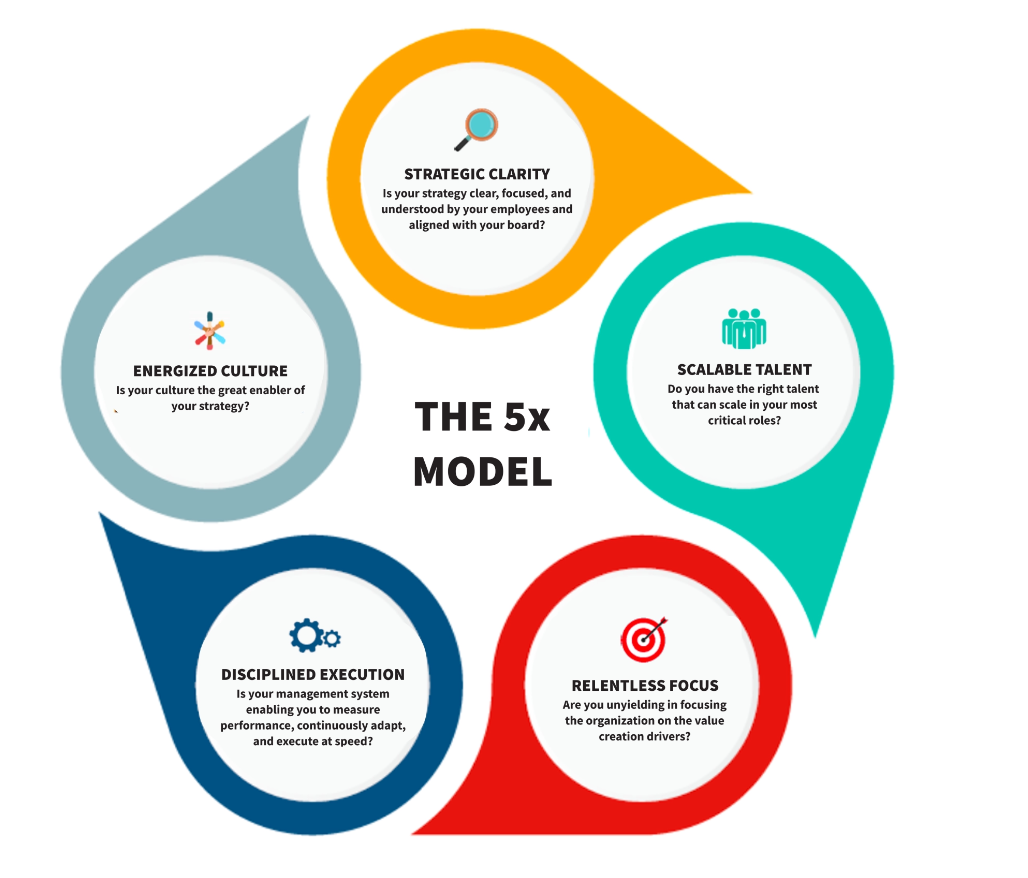 STRATEGIC CLARITY
Is your strategy clear, focused, and
understood by your employees and
aligned with your board?
SCALABLE TALENT
Do you have the right talent
that can scale in your most
critical roles?
RELENTLESS FOCUS
Are you unyielding in focusing
the organization on the value
creation drivers?
DISCIPLINED EXECUTION
Is your management system
enabling you to measure
performance, continuously adapt,
and execute at speed?
ENERGIZED CULTURE
Is your culture the great enabler of
your strategy?
THE 5x
MODEL